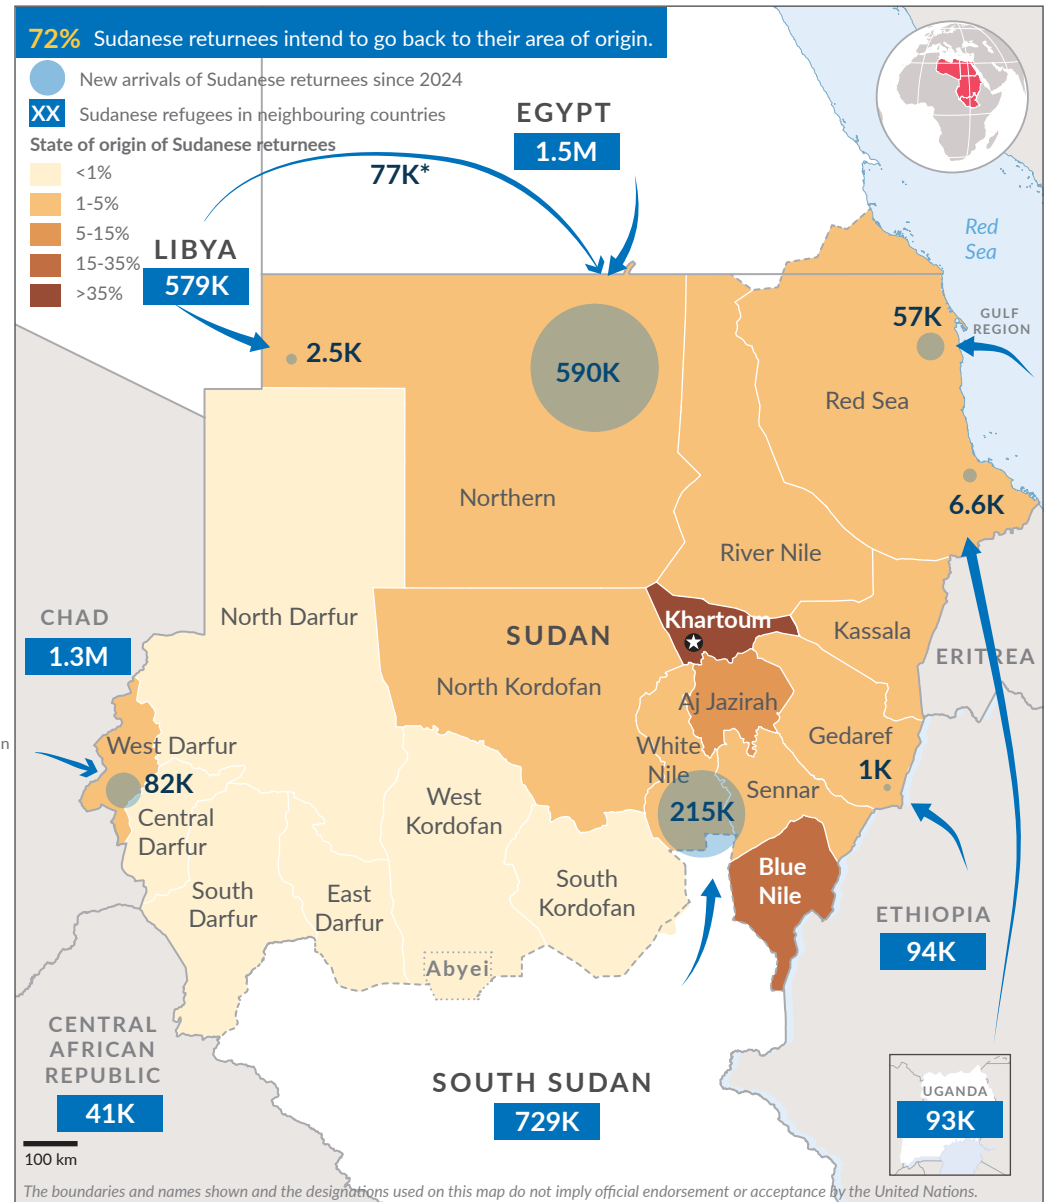 72% Sudanese returnees intend to go back to their area of origin.
New arrivals of Sudanese returnees since 2024
XX Sudanese refugees in neighbouring countries
State of origin of Sudanese returnees
<1%
1-5%
5-15%
15-35%
>35%
EGYPT
1.5M
77K*
LIBYA
579K
Red
Sea
GULF
REGION
57K
2.5K
590K
Red Sea
6.6K
Northern
River Nile
CHAD
1.3M
North Darfur
SUDAN
Khartoum
Kassala
ERITREA
North Kordofan
Aj Jazirah
n
West Darfur
White
Nile
Gedaref
1K
82K
Sennar
215K
Central
Darfur
West
Kordofan
South
Darfur
East
Darfur
South
Kordofan
Blue
Nile
ETHIOPIA
94K
Abyei
CENTRAL
AFRICAN
REPUBLIC
41K
SOUTH SUDAN
729K
UGANDA
93K
100 km
The boundaries and names shown and the designations used on this map do not imply official endorsement or acceptance by the United Nations.